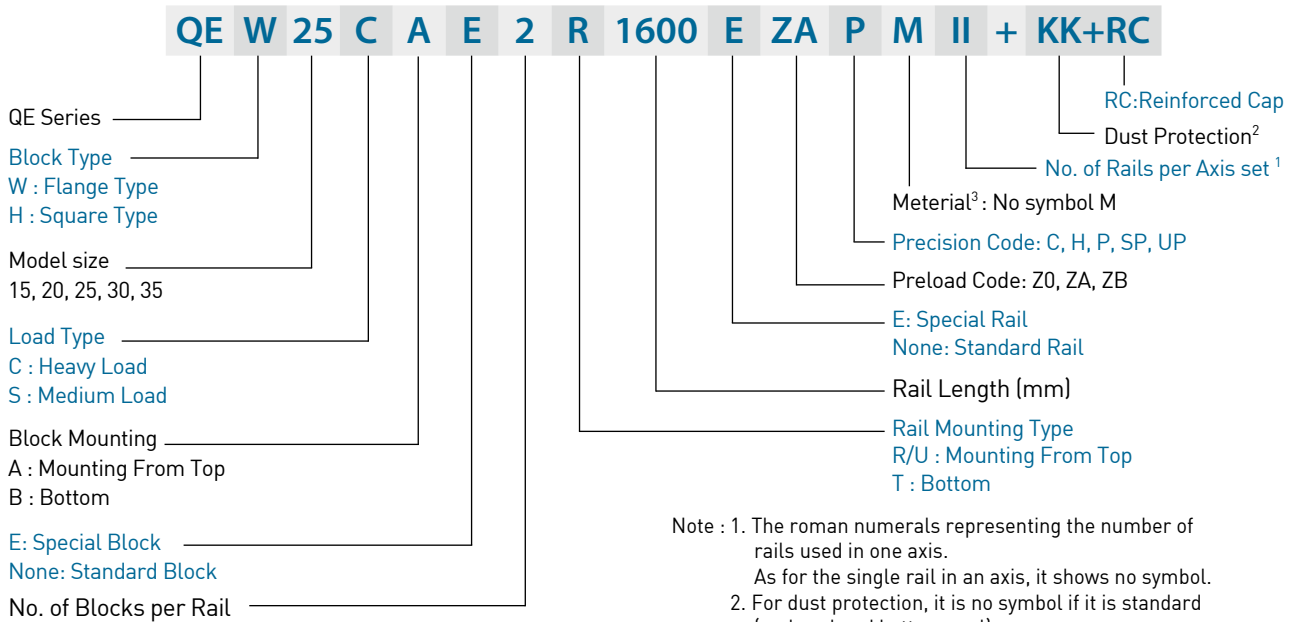 QE W 25 C A E 2 R 1600 E ZA P M II + KK+RC
QE Series
Block Type
W : Flange Type
H : Square Type
Model size
15, 20, 25, 30, 35
Load Type
C : Heavy Load
S : Medium Load
Block Mounting
A : Mounting From Top
B : Bottom
E: Special Block
None: Standard Block
No. of Blocks per Rail
RC:Reinforced Cap
Dust Protection2
No. of Rails per Axis set 1
Meterial3 : No symbol M
Precision Code: C, H, P, SP, UP
Preload Code: Z0, ZA, ZB
E: Special Rail
None: Standard Rail
Rail Length (mm)
Rail Mounting Type
R/U : Mounting From Top
T : Bottom
Note : 1. The roman numerals representing the number of
rails used in one axis.
As for the single rail in an axis, it shows no symbol.
2. For dust protection, it is no symbol if it is standard